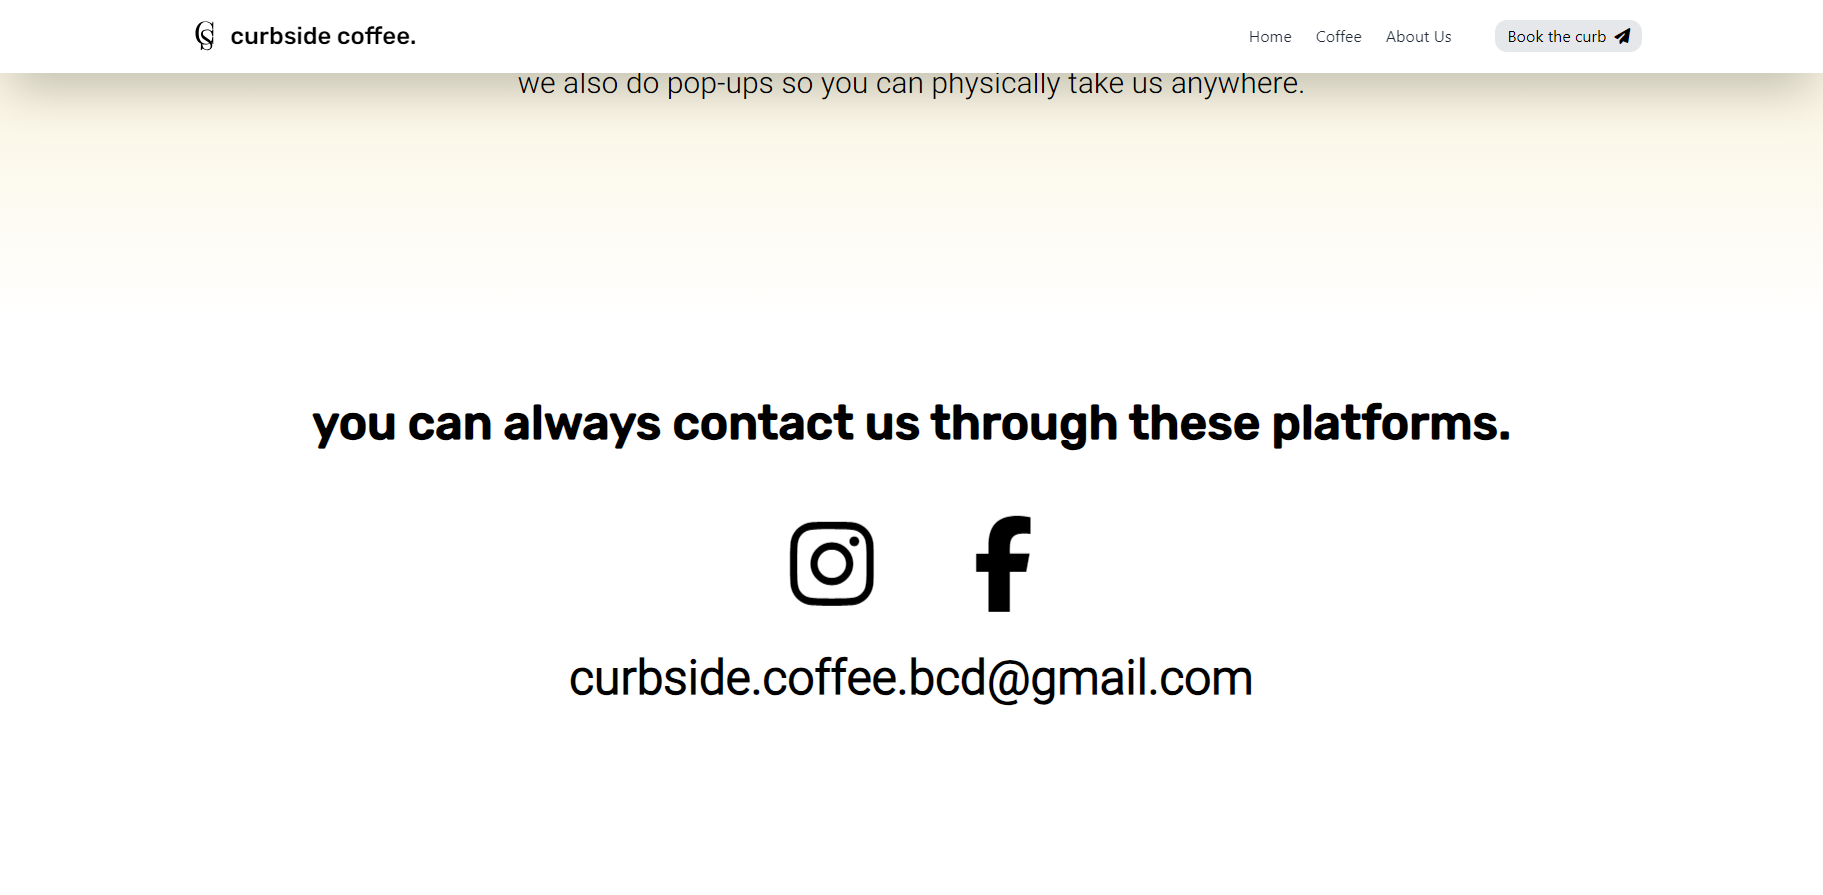 curbside coffee.
Home Coffee About Us Book the curb
we also do pop-ups so you can physically take us anywhere.
you can always contact us through these platforms.
curbside.coffee.bcd@gmail.com